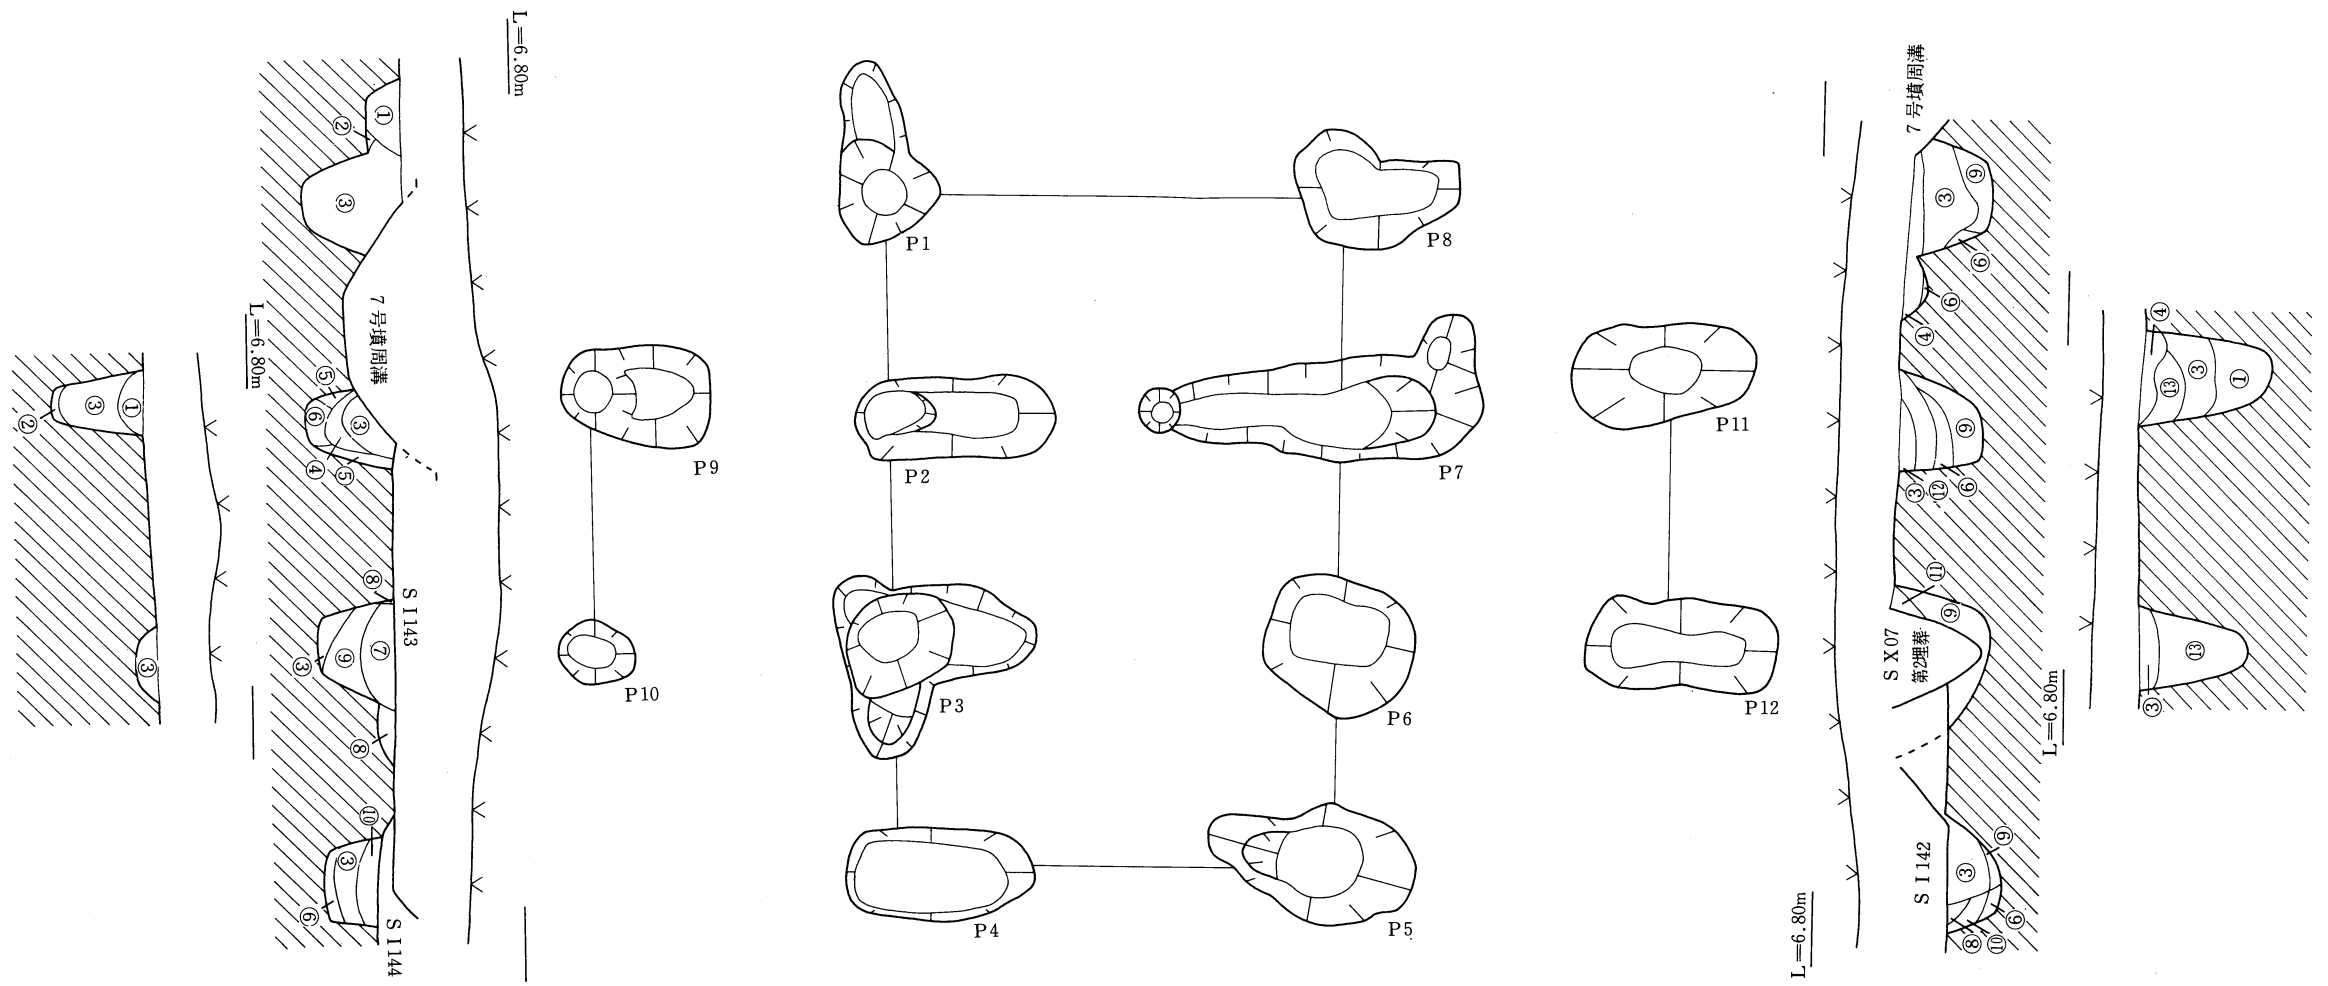 L=6.80m
①
②
③
7号墳周溝
⑤
⑥
③
④
⑤
S I 143
⑧
⑦
⑨
③
⑧
⑩
③
⑥
S I 144
L=6.80m
①
③
②
③
P1
P8
P9
P2
P7
P11
P10
P3
P6
P12
P4
P5
7号墳周溝
⑨
③
⑥
⑥
④
⑨
③
⑫
⑥
⑪
⑨
S X 07
第2埋葬
S I 142
⑨
③
⑥
⑧
⑩
L=6.80m
④
⑬
③
①
⑬
③
L=6.80m